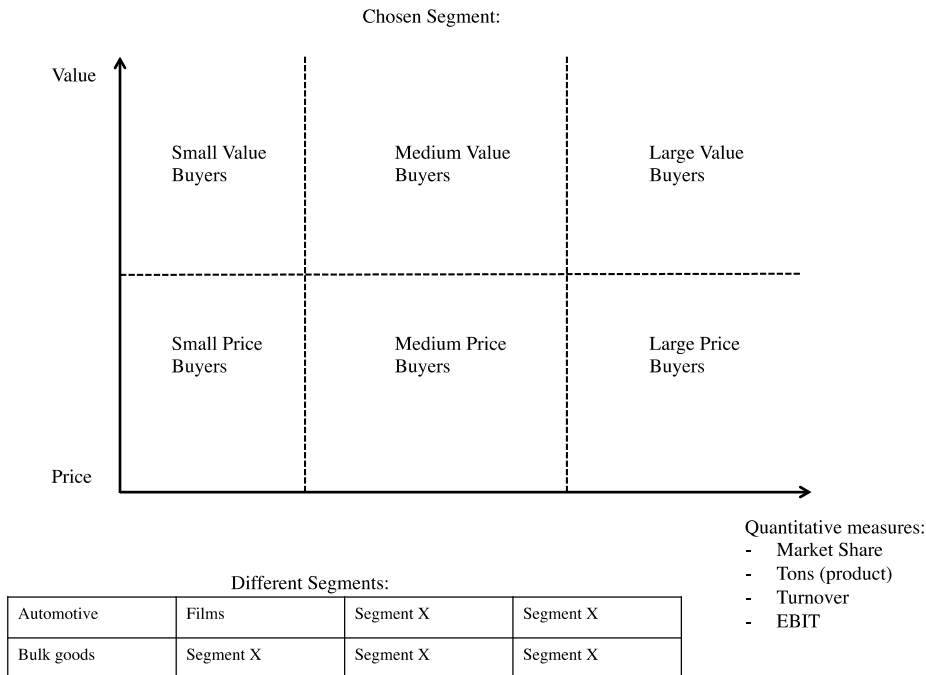 Chosen Segment:
Value
Small Value
Buyers
Medium Value
Buyers
Large Value
Buyers
Small Price
Buyers
Medium Price
Buyers
Large Price
Buyers
Price
Quantitative measures:
- Market Share
- Tons (product)
- Turnover
- EBIT
Different Segments:
Automotive Films Segment X Segment X
Bulk goods Segment X Segment X Segment X